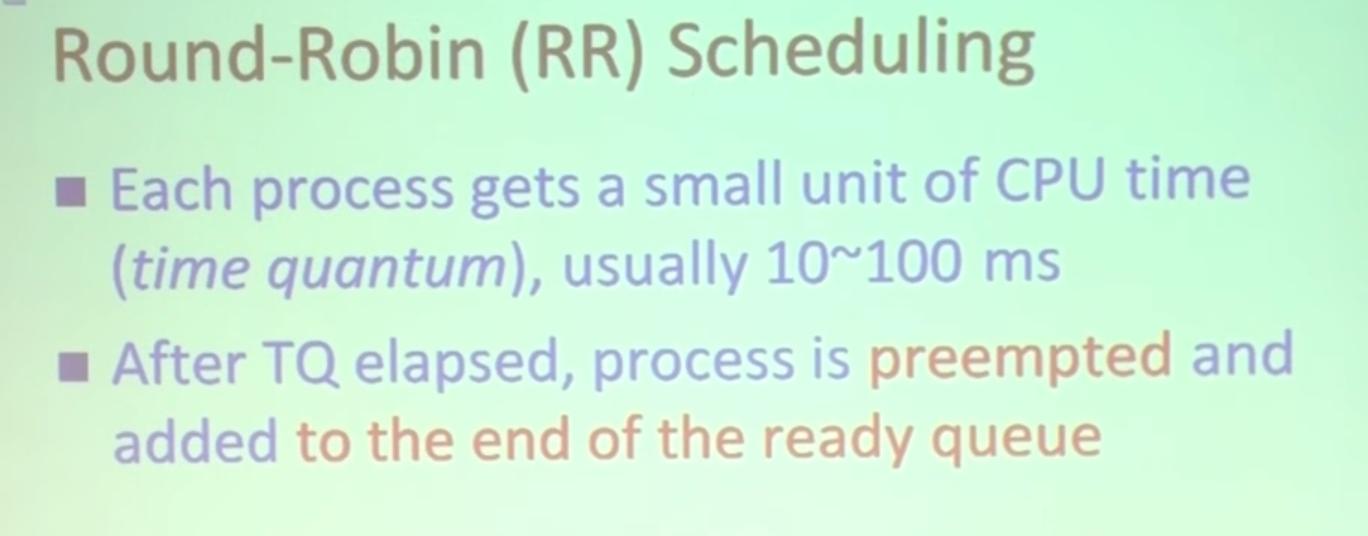 Round-Robin (RR) Scheduling
■ Each process gets a small unit of CPU time
(time quantum), usually 10~100 ms
■ After TQ elapsed, process is preempted and
added to the end of the ready queue